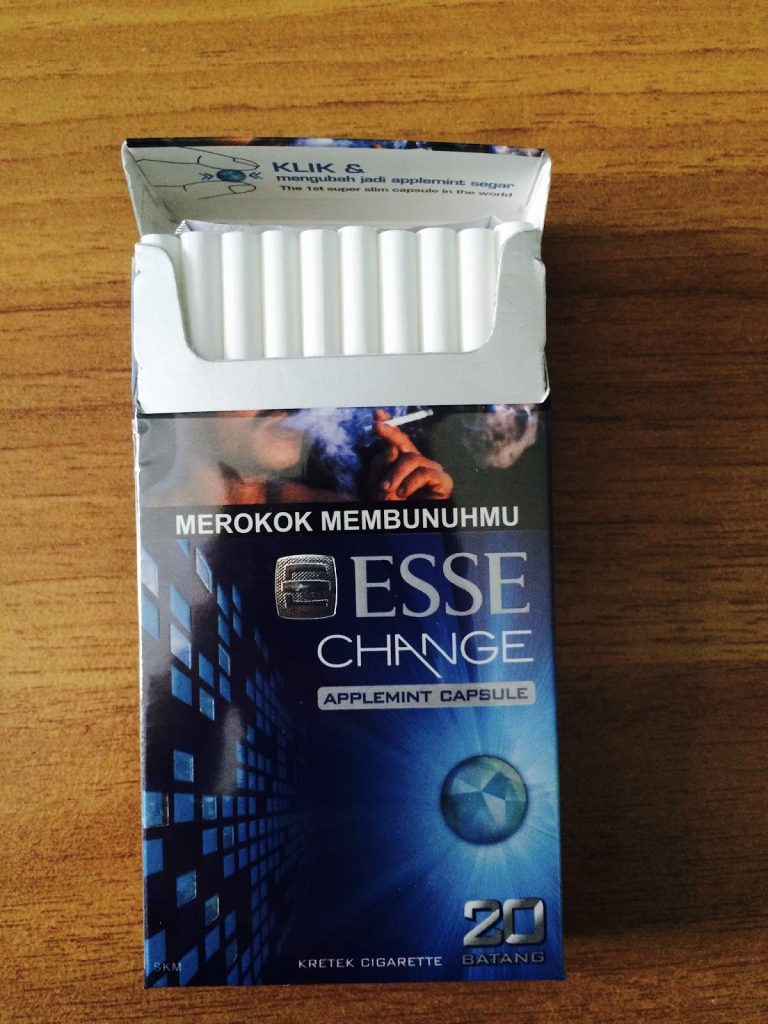 KLIK &
mengubah jadi applemint segar
The 1st super slim capsule in the world
MEROKOK MEMBUNUHMU
ESSE
CHANGE
APPLEMINT CAPSULE
20
BATANG
KRETEK CIGARETTE
SKM